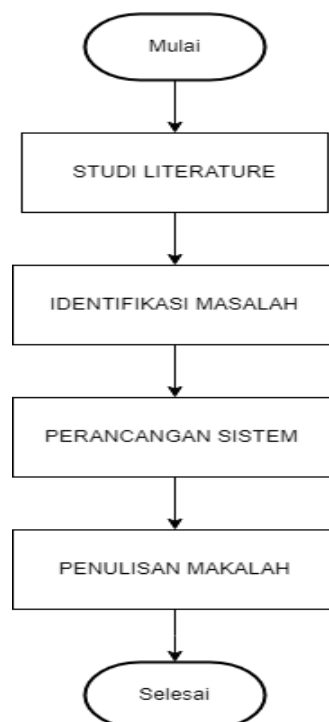 Mulai
STUDI LITERATURE
IDENTIFIKASI MASALAH
PERANCANGAN SISTEM
PENULISAN MAKALAH
Selesai